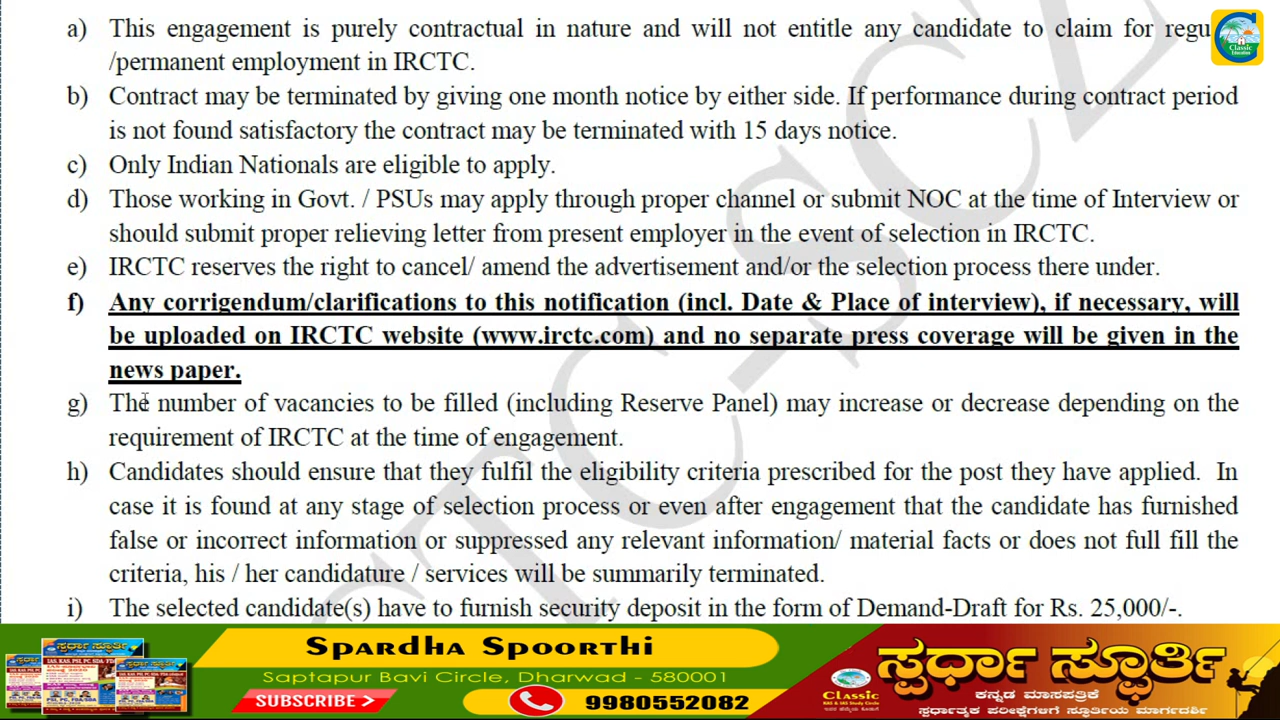 a) This engagement is purely contractual in nature and will not entitle any candidate to claim for regu
/permanent employment in IRCTC.
b) Contract may be terminated by giving one month notice by either side. If performance during contract period
is not found satisfactory the contract may be terminated with 15 days notice.
c) Only Indian Nationals are eligible to apply.
d) Those working in Govt. / PSUs may apply through proper channel or submit NOC at the time of Interview or
should submit proper relieving letter from present employer in the event of selection in IRCTC.
e) IRCTC reserves the right to cancel/ amend the advertisement and/or the selection process there under.
f) Any corrigendum/clarifications to this notification (incl. Date & Place of interview), if necessary, will
be uploaded on IRCTC website (www.irctc.com) and no separate press coverage will be given in the
news paper.
g) The number of vacancies to be filled (including Reserve Panel) may increase or decrease depending on the
requirement of IRCTC at the time of engagement.
h) Candidates should ensure that they fulfil the eligibility criteria prescribed for the post they have applied. In
case it is found at any stage of selection process or even after engagement that the candidate has furnished
false or incorrect information or suppressed any relevant information/ material facts or does not full fill the
criteria, his / her candidature / services will be summarily terminated.
i) The selected candidate(s) have to furnish security deposit in the form of Demand-Draft for Rs. 25,000/-.
Classic
Education
Spardha Spoorthi
Saptapur Bavi Circle, Dharwad - 580001
SUBSCRIBE >
9980552082
Classic
KAS & IAS Study Circle
ಸ್ಪರ್ಧಾ ಸ್ಫೂರ್ತಿ
ಕನ್ನಡ ಮಾಸಪತ್ರಿಕೆ
ಸ್ಪರ್ಧಾತ್ಮಕ ಪರೀಕ್ಷೆಗಳಿಗೆ ಸ್ಫೂರ್ತಿಯ ಮಾರ್ಗದರ್ಶಿ